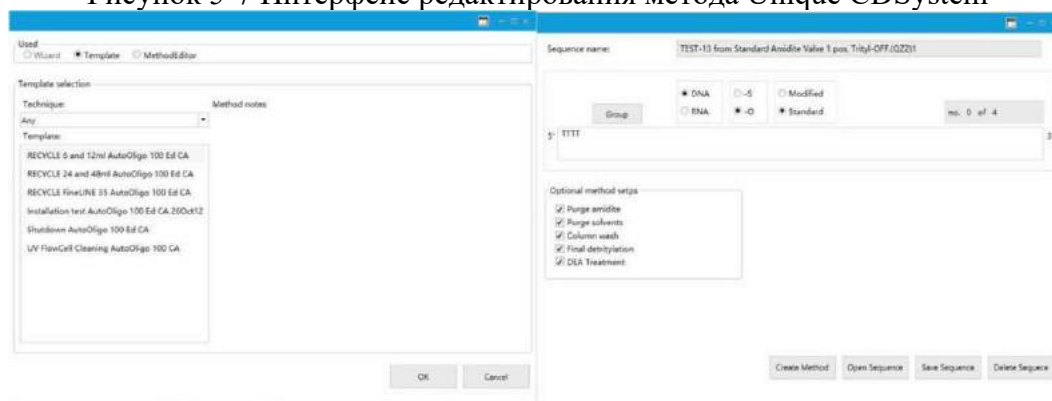 Рисунок 5-7 Интерфейс редактирования метода Unique CDSystem
Used
Wizard Template MethodEditor
Template selection
Technique:
Method notes
Any
Template:
RECYCLE 6 and 12ml AutoOligo 100 Ed CA
RECYCLE 24 and 48ml AutoOligo 100 Ed CA
RECYCLE FineLINE 35 AutoOligo 100 Ed CA
Installation test AutoOligo 100 Ed CA 26Oct12
Shutdown AutoOligo 100 Ed CA
UV FlowCell Cleaning AutoOligo 100 CA
OK Cancel
Sequence name: TEST-13 from Standard Amidite Valve 1 pos. Trityl-OFF.(QZZ)1
DNA -S Modified
Group RNA -O Standard ms. 0 of 4
5' TTTT 3
Optional method setps
Purge amidite
Purge solvents
Column wash
Final detritylation
DEA Treatment
Create Method Open Sequence Save Sequence Delete Sequece